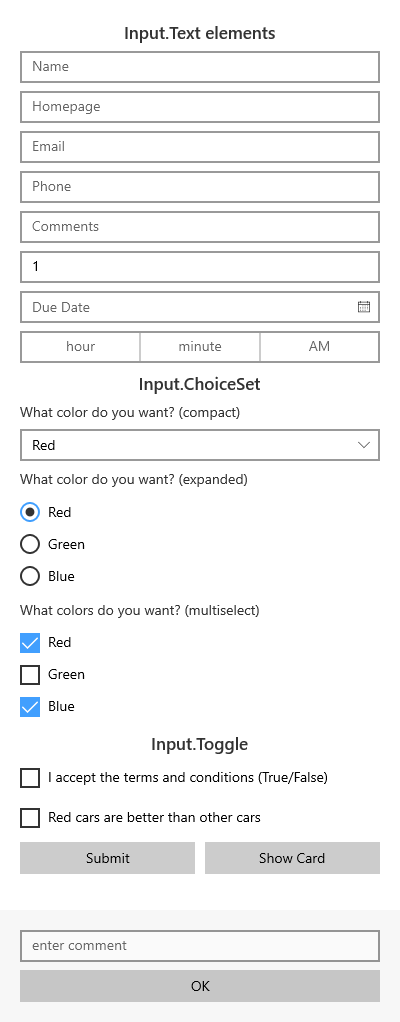 Input.Text elements
Name
Homepage
Email
Phone
Comments
1
Due Date
hour minute AM
Input.ChoiceSet
What color do you want? (compact)
Red
What color do you want? (expanded)
Red
Green
Blue
What colors do you want? (multiselect)
Red
Green
Blue
Input.Toggle
I accept the terms and conditions (True/False)
Red cars are better than other cars
Submit Show Card
enter comment
OK